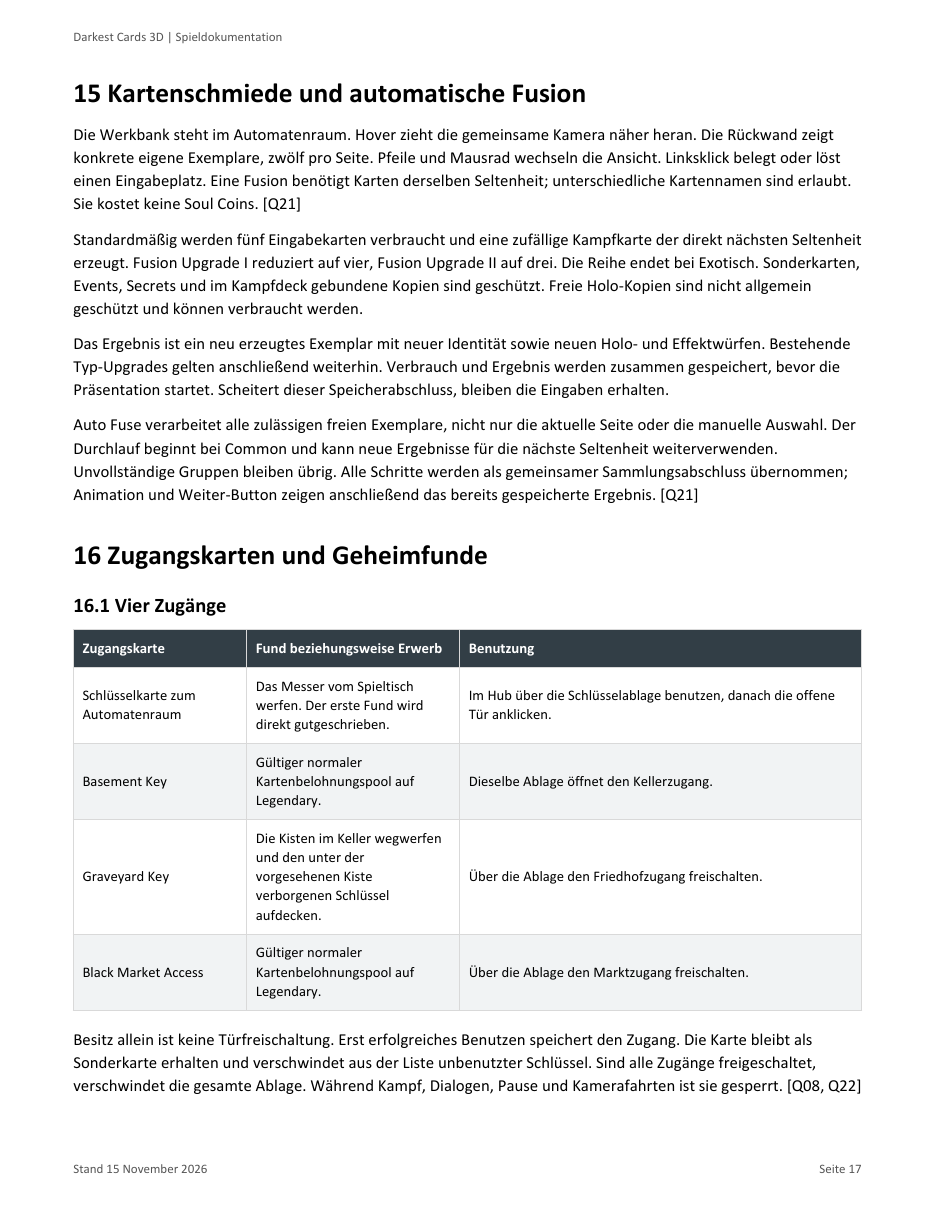 Darkest Cards 3D | Spieldokumentation
15 Kartenschmiede und automatische Fusion
Die Werkbank steht im Automatenraum. Hover zieht die gemeinsame Kamera näher heran. Die Rückwand zeigt
konkrete eigene Exemplare, zwölf pro Seite. Pfeile und Mausrad wechseln die Ansicht. Linksklick belegt oder löst
einen Eingabeplatz. Eine Fusion benötigt Karten derselben Seltenheit; unterschiedliche Kartennamen sind erlaubt.
Sie kostet keine Soul Coins. [Q21]
Standardmäßig werden fünf Eingabekarten verbraucht und eine zufällige Kampfkarte der direkt nächsten Seltenheit
erzeugt. Fusion Upgrade I reduziert auf vier, Fusion Upgrade II auf drei. Die Reihe endet bei Exotisch. Sonderkarten,
Events, Secrets und im Kampfdeck gebundene Kopien sind geschützt. Freie Holo-Kopien sind nicht allgemein
geschützt und können verbraucht werden.
Das Ergebnis ist ein neu erzeugtes Exemplar mit neuer Identität sowie neuen Holo- und Effektwürfen. Bestehende
Typ-Upgrades gelten anschließend weiterhin. Verbrauch und Ergebnis werden zusammen gespeichert, bevor die
Präsentation startet. Scheitert dieser Speicherabschluss, bleiben die Eingaben erhalten.
Auto Fuse verarbeitet alle zulässigen freien Exemplare, nicht nur die aktuelle Seite oder die manuelle Auswahl. Der
Durchlauf beginnt bei Common und kann neue Ergebnisse für die nächste Seltenheit weiterverwenden.
Unvollständige Gruppen bleiben übrig. Alle Schritte werden als gemeinsamer Sammlungsabschluss übernommen;
Animation und Weiter-Button zeigen anschließend das bereits gespeicherte Ergebnis. [Q21]
16 Zugangskarten und Geheimfunde
16.1 Vier Zugänge
Zugangskarte
Fund beziehungsweise Erwerb
Benutzung
Schlüsselkarte zum
Automatenraum
Das Messer vom Spieltisch
werfen. Der erste Fund wird
direkt gutgeschrieben.
Im Hub über die Schlüsselablage benutzen, danach die offene
Tür anklicken.
Basement Key
Gültiger normaler
Kartenbelohnungspool auf
Legendary.
Dieselbe Ablage öffnet den Kellerzugang.
Graveyard Key
Die Kisten im Keller wegwerfen
und den unter der
vorgesehenen Kiste
verborgenen Schlüssel
aufdecken.
Über die Ablage den Friedhofzugang freischalten.
Black Market Access
Gültiger normaler
Kartenbelohnungspool auf
Legendary.
Über die Ablage den Marktzugang freischalten.
Besitz allein ist keine Türfreischaltung. Erst erfolgreiches Benutzen speichert den Zugang. Die Karte bleibt als
Sonderkarte erhalten und verschwindet aus der Liste unbenutzter Schlüssel. Sind alle Zugänge freigeschaltet,
verschwindet die gesamte Ablage. Während Kampf, Dialogen, Pause und Kamerafahrten ist sie gesperrt. [Q08, Q22]
Stand 15 November 2026
Seite 17